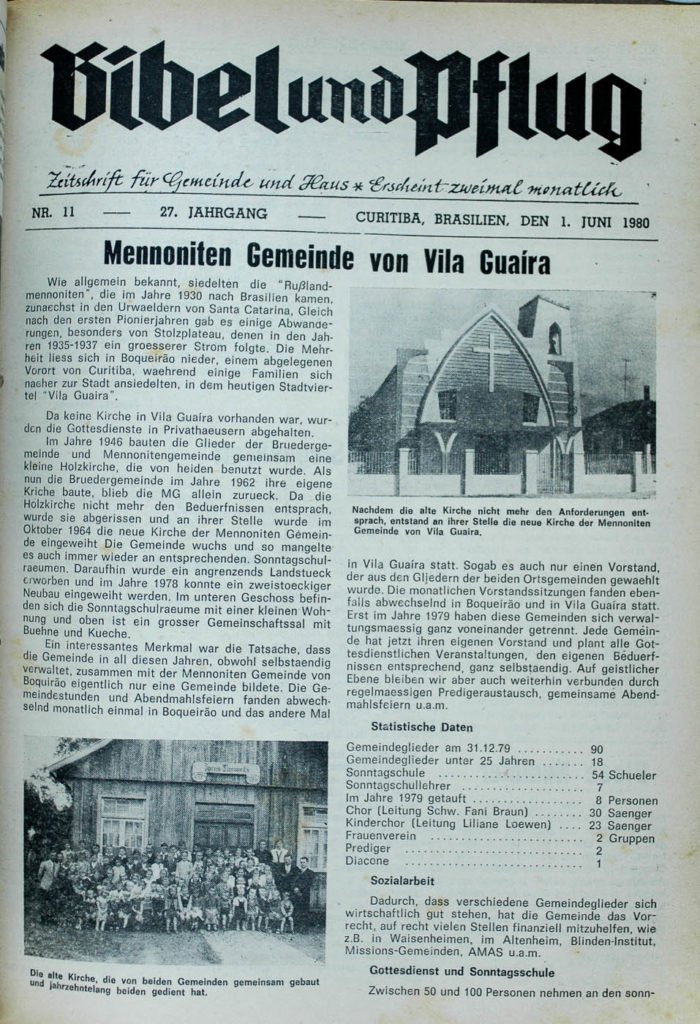 Bibel und Pflug
Zeitschrift für Gemeinde und Haus * Erscheint zweimal monatlich
NR. 11 — 27. JAHRGANG — CURITIBA, BRASILIEN, DEN 1. JUNI 1980
Mennoniten Gemeinde von Vila Guaíra
Wie allgemein bekannt, siedelten die "Rußland-
mennoniten", die im Jahre 1930 nach Brasilien kamen,
zunaechst in den Urwaeldern von Santa Catarina, Gleich
nach den ersten Pionierjahren gab es einige Abwande-
rungen, besonders von Stolzplateau, denen in den Jah-
ren 1935-1937 ein groesserer Strom folgte. Die Mehr-
heit liess sich in Boqueirão nieder, einem abgelegenen
Vorort von Curitiba, waehrend einige Familien sich
nacher zur Stadt ansiedelten, in dem heutigen Stadtvier-
tel "Vila Guaíra".
Da keine Kirche in Vila Guaíra vorhanden war, wur-
den die Gottesdienste in Privathaeusern abgehalten.
Im Jahre 1946 bauten die Glieder der Bruederge-
meinde und Mennonitengemeinde gemeinsam eine
kleine Holzkirche, die von heiden benutzt wurde. Als
nun die Bruedergemeinde im Jahre 1962 ihre eigene
Kriche baute, blieb die MG allein zurueck. Da die
Holzkirche nicht mehr den Beduerfnissen entsprach,
wurde sie abgerissen und an ihrer Stelle wurde im
Oktober 1964 die neue Kirche der Mennoniten Gemein-
de eingeweiht Die Gemeinde wuchs und so mangelte
es auch immer wieder an entsprechenden. Sonntagschul-
raeumen. Daraufhin wurde ein angrenzends Landstueck
erworben und im Jahre 1978 konnte ein zweistoeckiger
Neubau eingeweiht werden. Im unteren Geschoss befin-
den sich die Sonntagschulraeume mit einer kleinen Woh-
nung und oben ist ein grosser Gemeinschaftssal mit
Buehne und Kueche.
Ein interessantes Merkmal war die Tatsache, dass
die Gemeinde in all diesen Jahren, obwohl selbstaendig
verwaltet, zusammen mit der Mennoniten Gemeinde von
Boquirão eigentlich nur eine Gemeinde bildete. Die Ge-
meindestunden und Abendmahlsfeiern fanden abwech-
selnd monatlich einmal in Boqueirão und das andere Mal
Die alte Kirche, die von beiden Gemeinden gemeinsam gebaut
und jahrzehntelang beiden gedient hat.
Nachdem die alte Kirche nicht mehr den Anforderungen ent-
sprach, entstand an ihrer Stelle die neue Kirche der Mennoniten
Gemeinde von Vila Guaira.
in Vila Guaíra statt. Sogab es auch nur einen Vorstand,
der aus den Gliedern der beiden Ortsgemeinden gewaehlt
wurde. Die monatlichen Vorstandssitzungen fanden eben-
falls abwechselnd in Boqueirão und in Vila Guaíra statt.
Erst im Jahre 1979 haben diese Gemeinden sich verwal-
tungsmaessig ganz voneinander getrennt. Jede Gemein-
de hat jetzt ihren eigenen Vorstand und plant alle Got-
tesdienstlichen Veranstaltungen, den eigenen Beduerf-
nissen entsprechend, ganz selbstaendig. Auf geistlicher
Ebene bleiben wir aber auch weiterhin verbunden durch
regelmaessigen Predigeraustausch, gemeinsame Abend-
mahlsfeiern u.a.m.
Statistische Daten
Gemeindeglieder am 31.12.79 ........... 90
Gemeindeglieder unter 25 Jahren ....... 18
Sonntagschule ...................... 54 Schueler
Sonntagschullehrer .................. 7
Im Jahre 1979 getauft ................. 8 Personen
Chor (Leitung Schw. Fani Braun) ........ 30 Saenger
Kinderchor (Leitung Liliane Loewen) .... 23 Saenger
Frauenverein ....................... 2 Gruppen
Prediger ........................... 2
Diacone ............................ 1
Sozialarbeit
Dadurch, dass verschiedene Gemeindeglieder sich
wirtschaftlich gut stehen, hat die Gemeinde das Vor-
recht, auf recht vielen Stellen finanziell mitzuhelfen, wie
z.B. in Waisenheimen, im Altenheim, Blinden-Institut,
Missions-Gemeinden, AMAS u.a.m.
Gottesdienst und Sonntagsschule
Zwischen 50 und 100 Personen nehmen an den sonn-